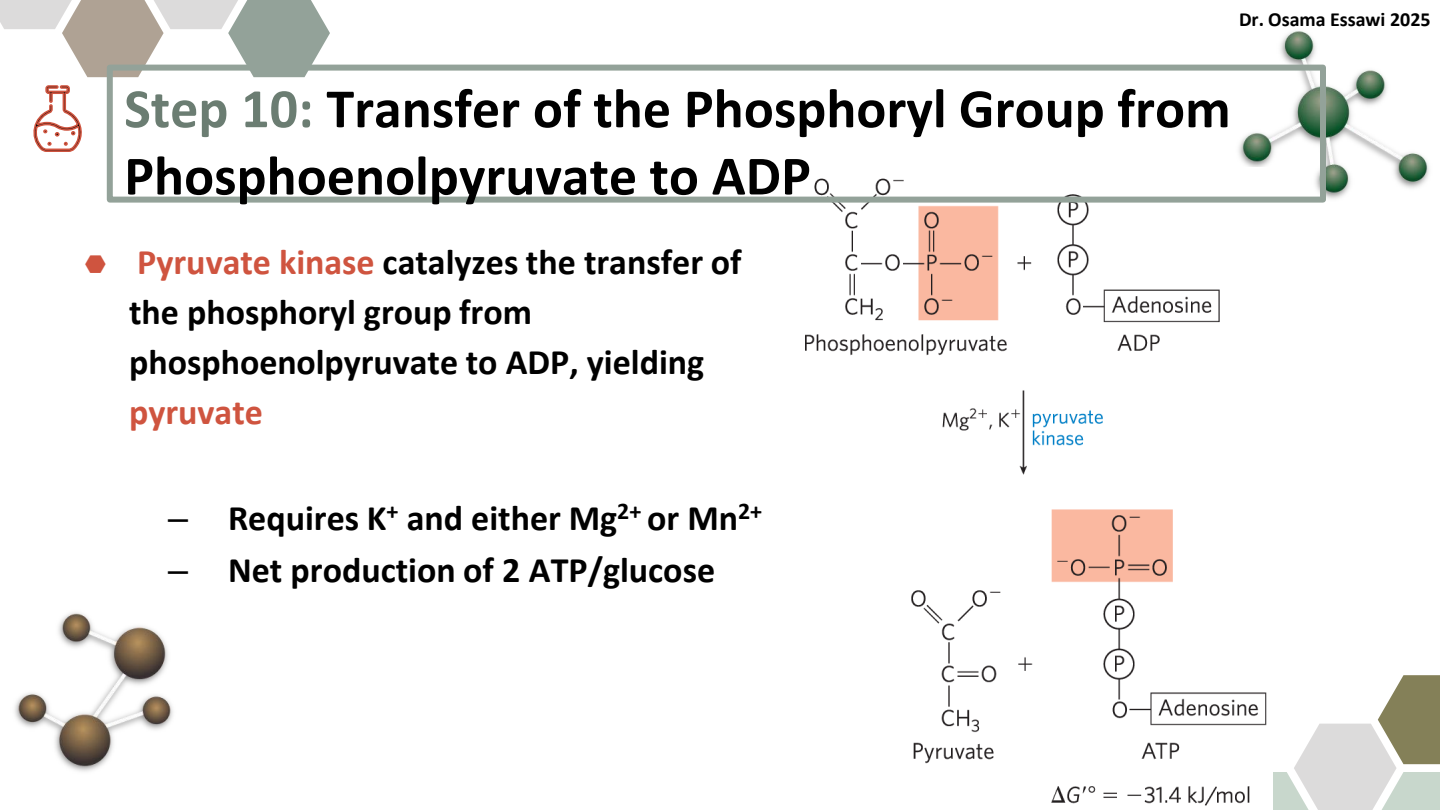 Dr. Osama Essawi 2025
Step 10: Transfer of the Phosphoryl Group from
Phosphoenolpyruvate to ADP
Pyruvate kinase catalyzes the transfer of
the phosphoryl group from
phosphoenolpyruvate to ADP, yielding
pyruvate
– Requires K⁺ and either Mg²⁺ or Mn²⁺
– Net production of 2 ATP/glucose
O O⁻
C
O
C—O—P—O⁻
CH₂ O⁻
Phosphoenolpyruvate
+
P
P
O—Adenosine
ADP
Mg²⁺, K⁺
pyruvate
kinase
O O⁻
C
C=O
CH₃
Pyruvate
+
O⁻
⁻O—P=O
P
P
O—Adenosine
ATP
ΔG′° = −31.4 kJ/mol